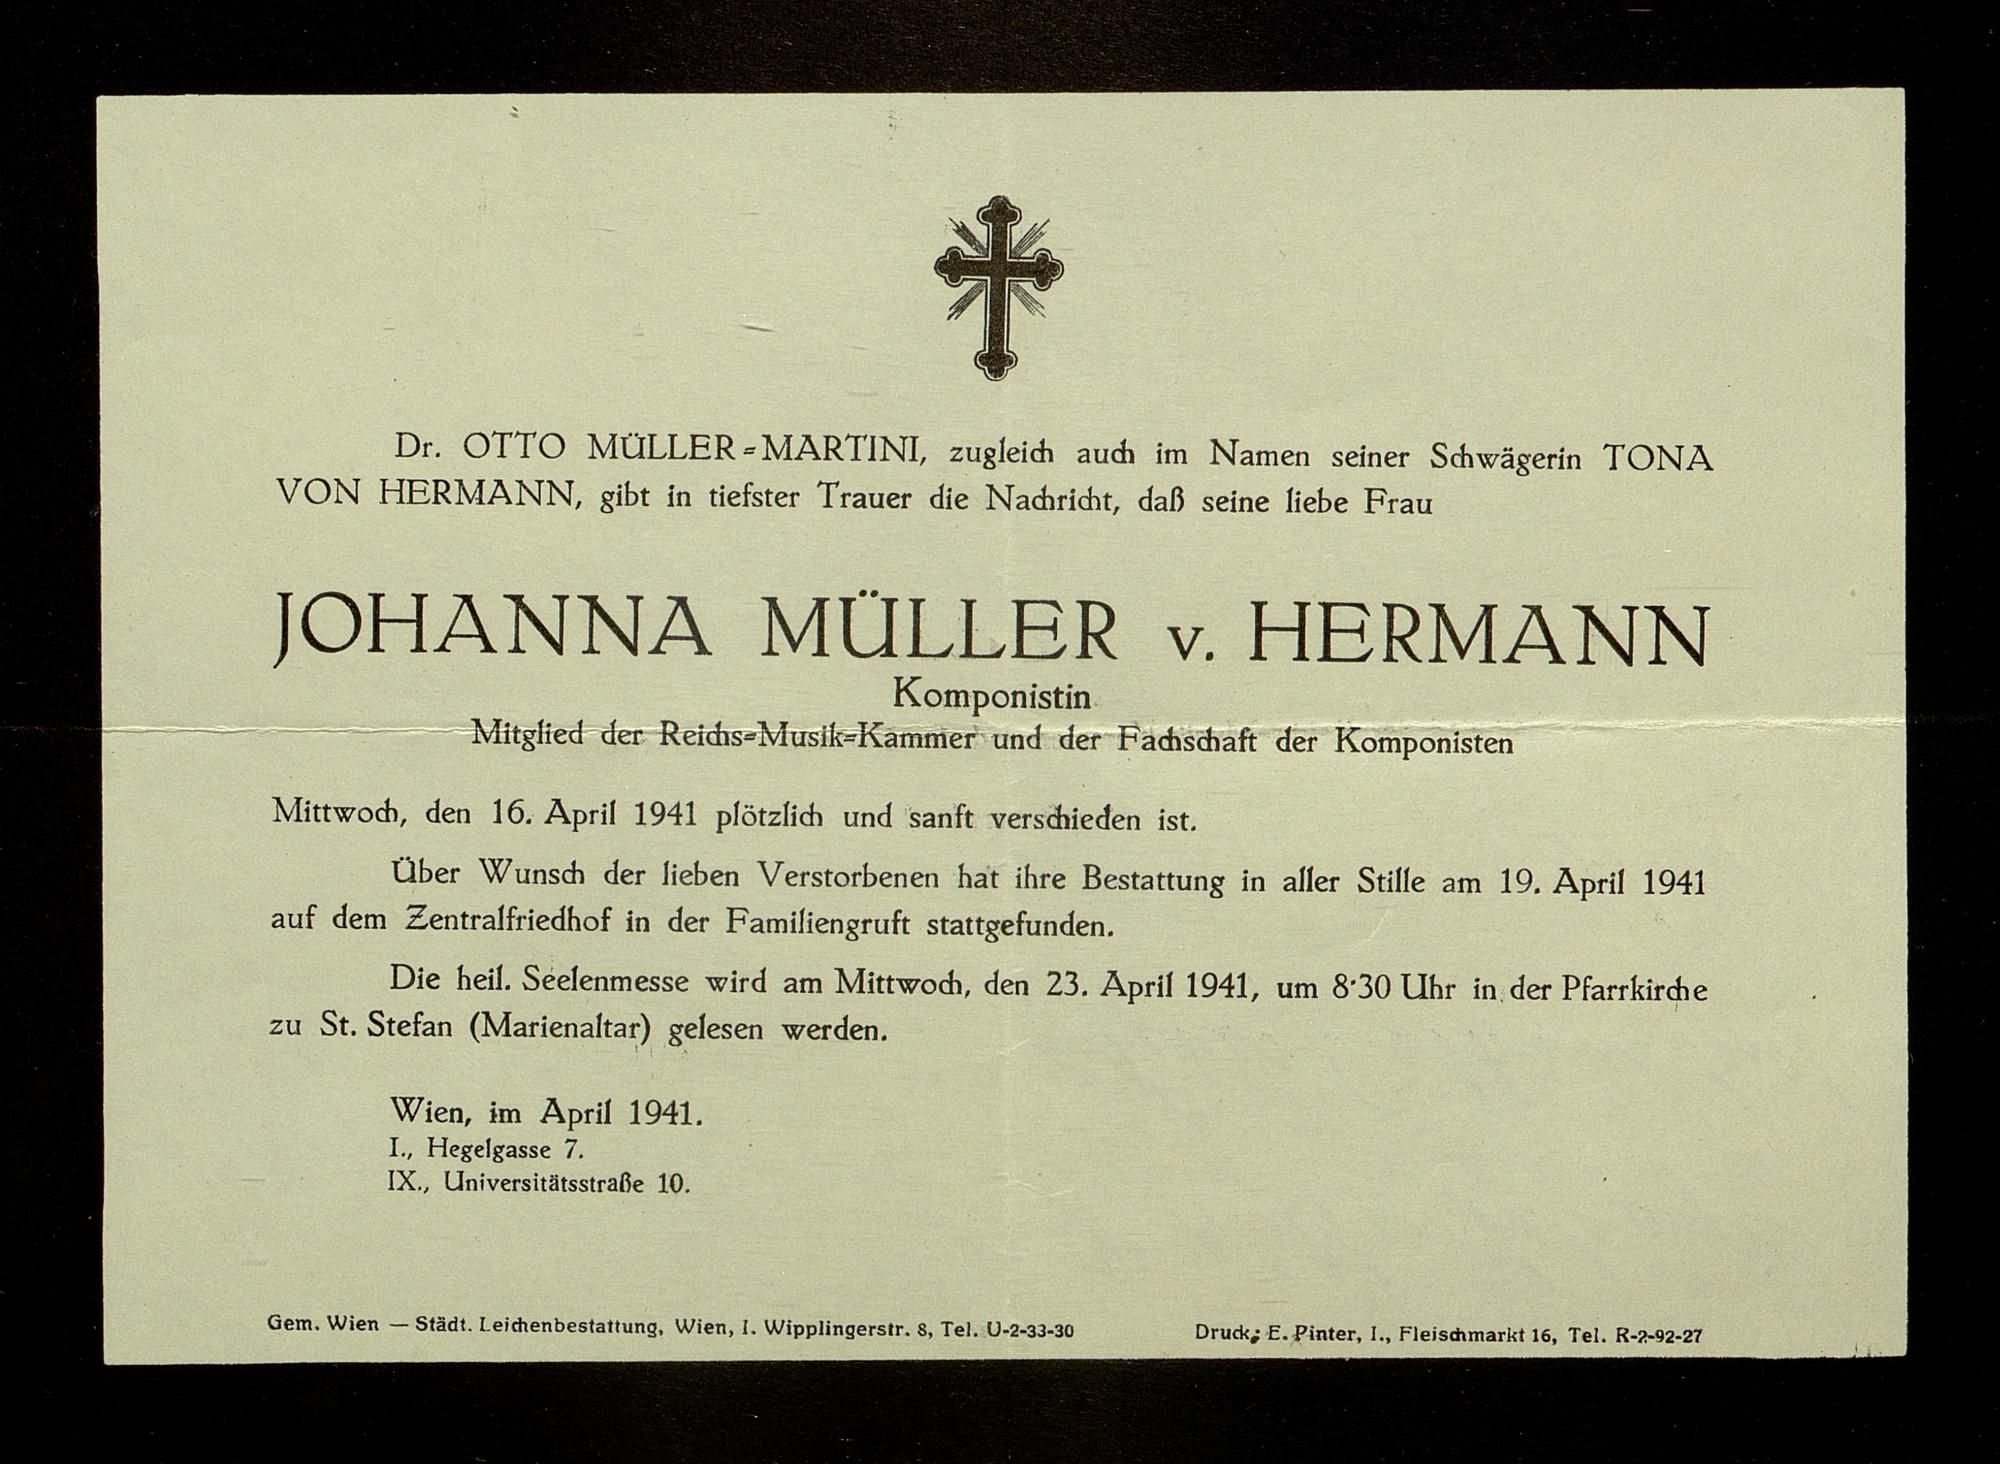 Dr. OTTO MÜLLER-MARTINI, zugleich auch im Namen seiner Schwägerin TONA
VON HERMANN, gibt in tiefster Trauer die Nachricht, daß seine liebe Frau
JOHANNA MÜLLER v. HERMANN
Komponistin
Mitglied der Reichs-Musik-Kammer und der Fachschaft der Komponisten
Mittwoch, den 16. April 1941 plötzlich und sanft verschieden ist.
Über Wunsch der lieben Verstorbenen hat ihre Bestattung in aller Stille am 19. April 1941
auf dem Zentralfriedhof in der Familiengruft stattgefunden.
Die heil. Seelenmesse wird am Mittwoch, den 23. April 1941, um 8·30 Uhr in der Pfarrkirche
zu St. Stefan (Marienaltar) gelesen werden.
Wien, im April 1941.
I., Hegelgasse 7.
IX., Universitätsstraße 10.
Gem. Wien — Städt. Leichenbestattung, Wien, I. Wipplingerstr. 8, Tel. U-2-33-30
Druck: E. Pinter, I., Fleischmarkt 16, Tel. R-2-92-27